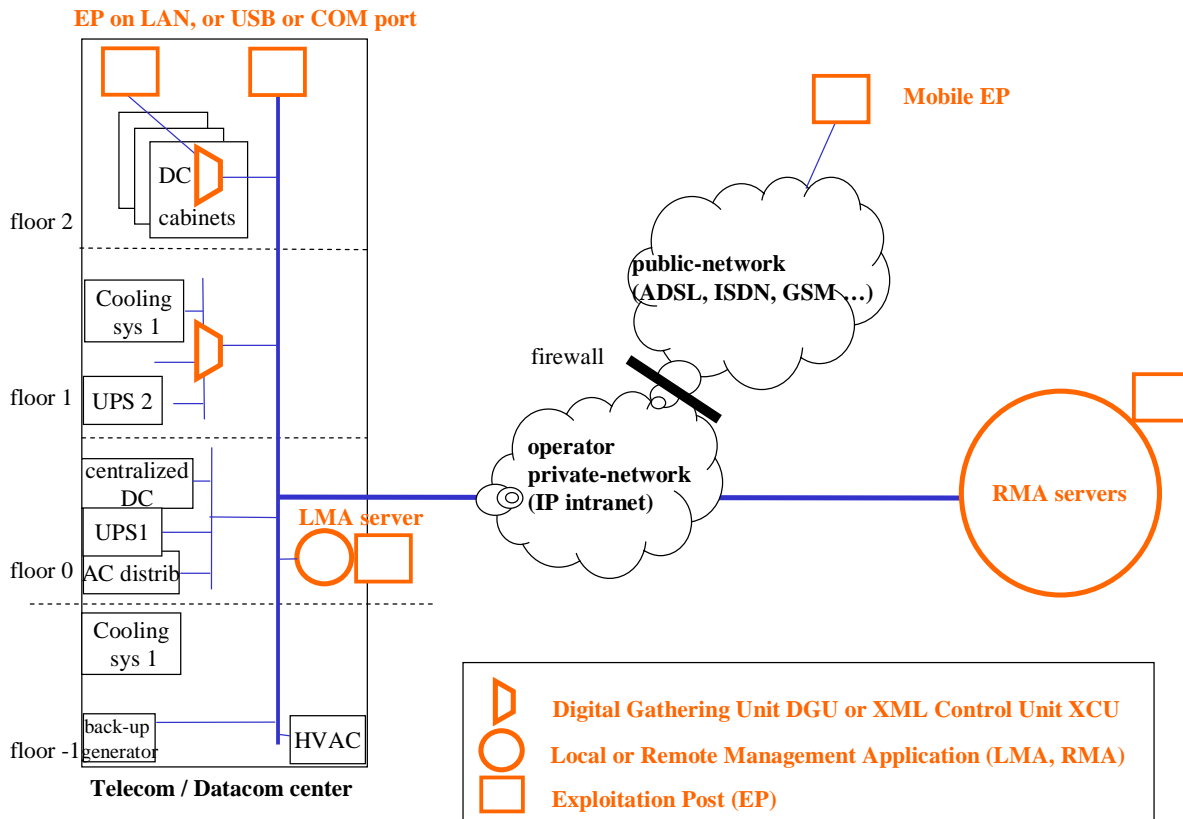 EP on LAN, or USB or COM port
Mobile EP
DC
cabinets
floor 2
public-network
(ADSL, ISDN, GSM …)
Cooling
sys 1
firewall
floor 1
UPS 2
operator
private-network
(IP intranet)
centralized
DC
RMA servers
LMA server
UPS1
floor 0
AC distrib
Cooling
sys 1
Digital Gathering Unit DGU or XML Control Unit XCU
back-up
generator
HVAC
floor -1
Local or Remote Management Application (LMA, RMA)
Telecom / Datacom center
Exploitation Post (EP)